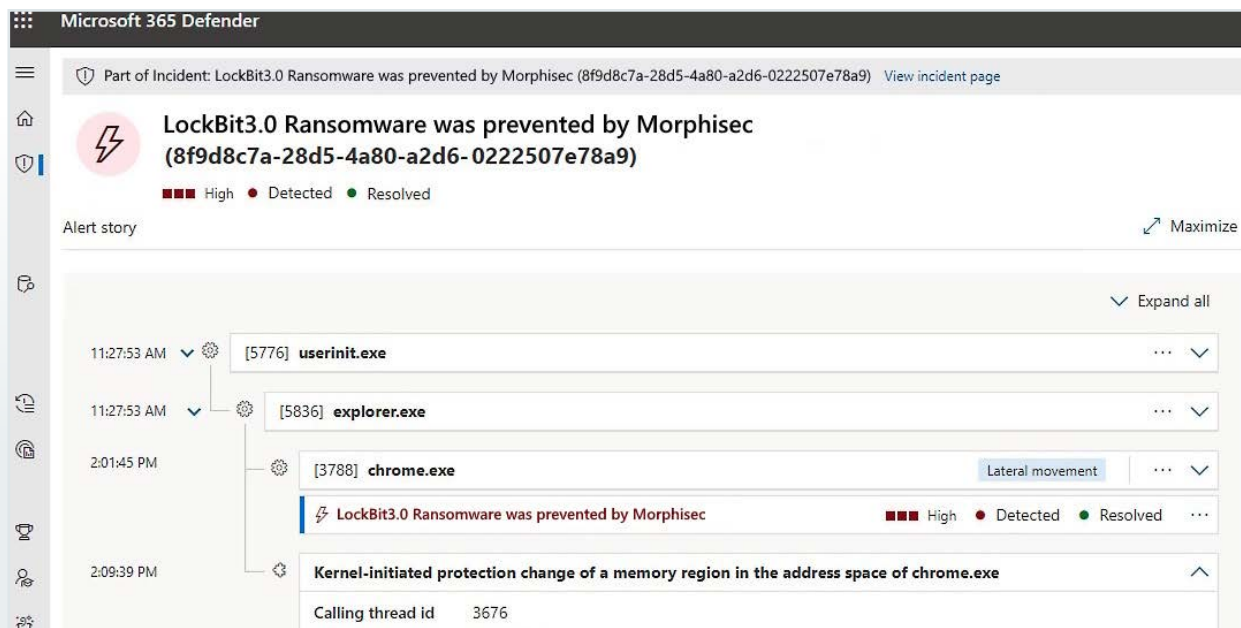 Microsoft 365 Defender
Part of Incident: LockBit3.0 Ransomware was prevented by Morphisec (8f9d8c7a-28d5-4a80-a2d6-0222507e78a9) View incident page
LockBit3.0 Ransomware was prevented by Morphisec
(8f9d8c7a-28d5-4a80-a2d6-0222507e78a9)
High Detected Resolved
Alert story Maximize
Expand all
11:27:53 AM [5776] userinit.exe ...
11:27:53 AM [5836] explorer.exe ...
2:01:45 PM [3788] chrome.exe Lateral movement ...
LockBit3.0 Ransomware was prevented by Morphisec High Detected Resolved ...
2:09:39 PM Kernel-initiated protection change of a memory region in the address space of chrome.exe
Calling thread id 3676